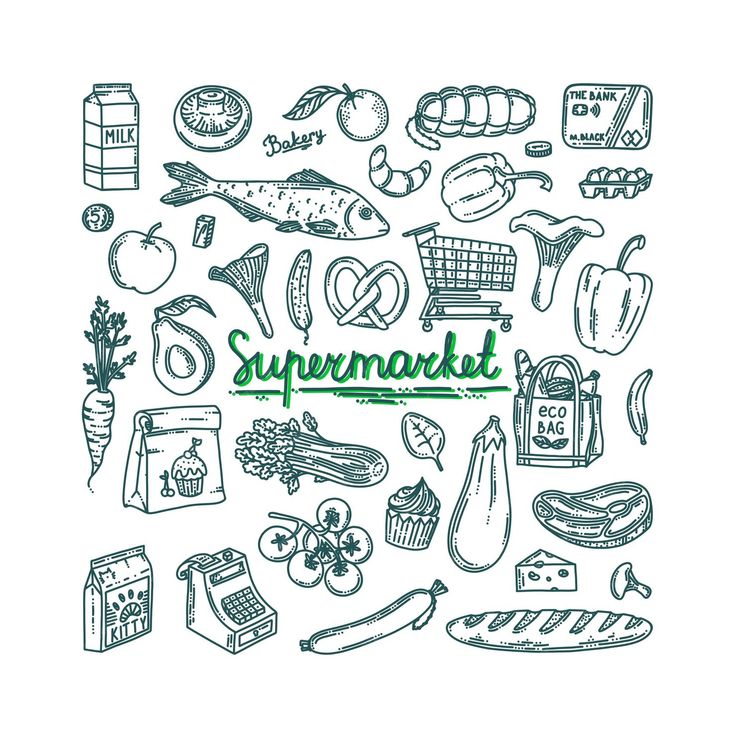 MILK
Bakery
THE BANK
M.BLACK
5
Supermarket
eco
BAG
KITTY